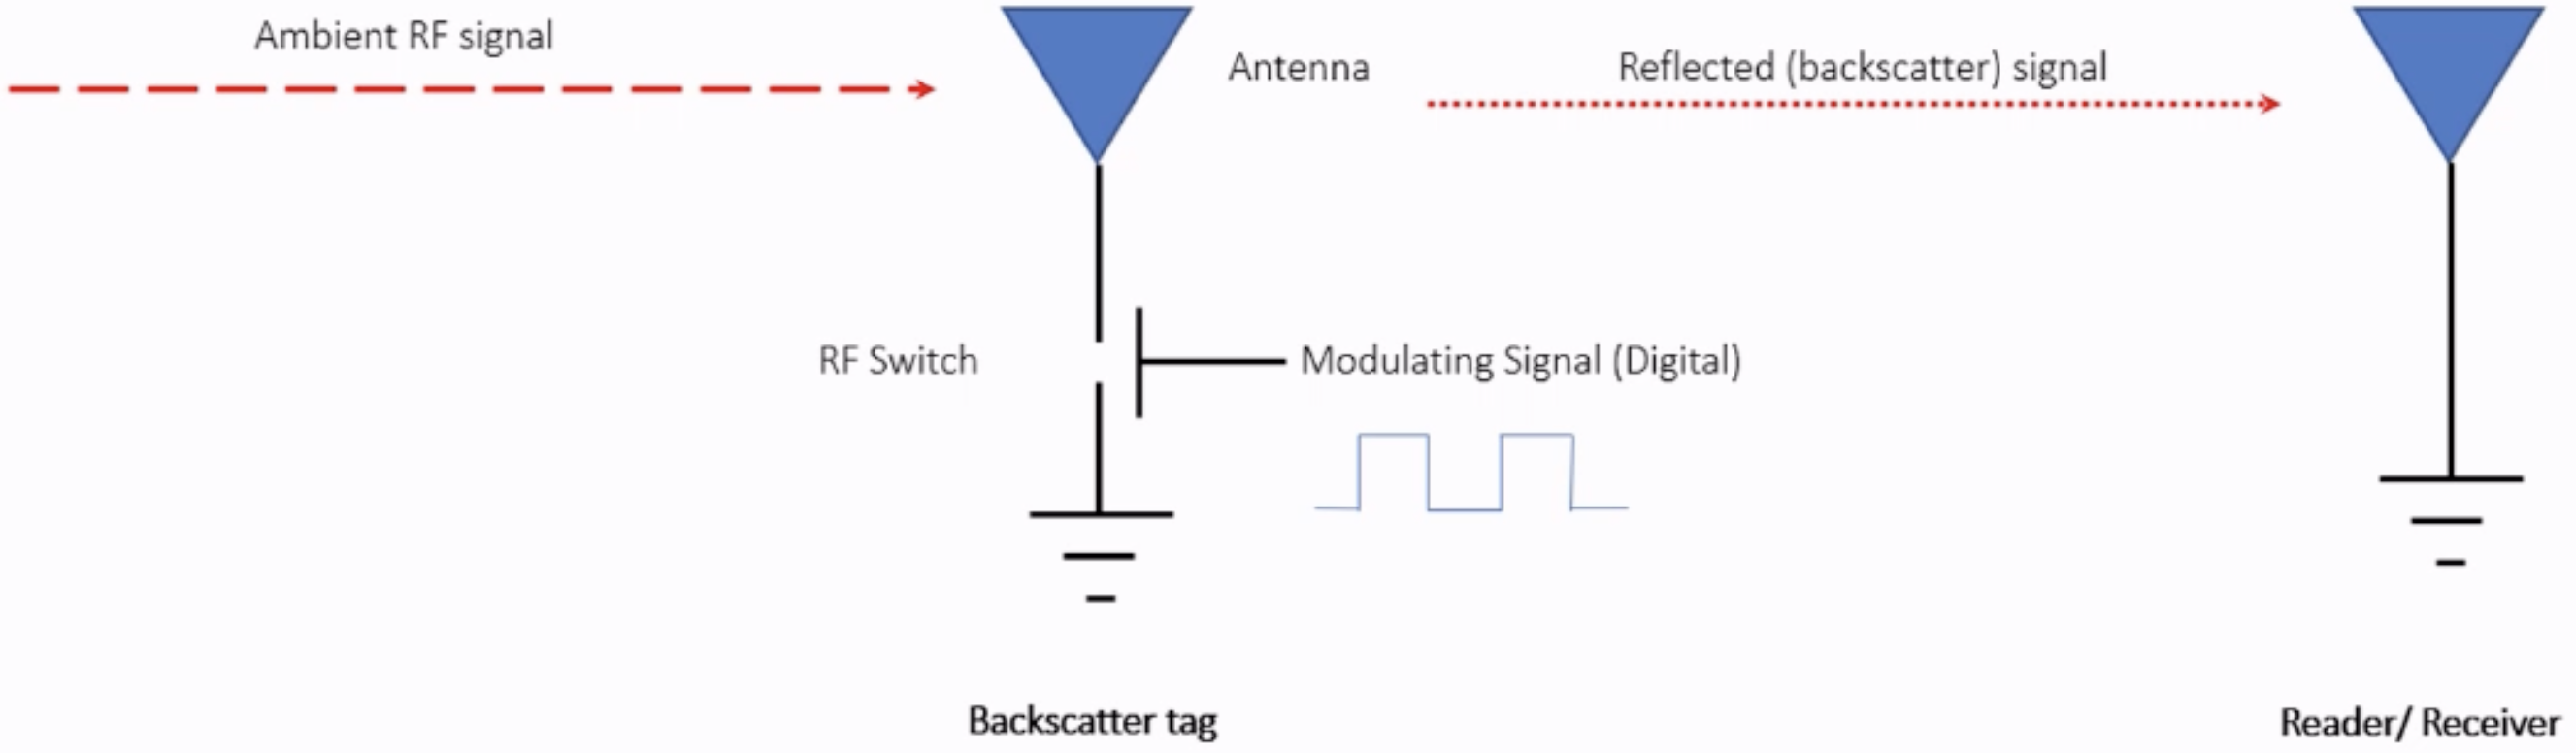 Ambient RF signal
Antenna
Reflected (backscatter) signal
RF Switch
Modulating Signal (Digital)
Backscatter tag
Reader/ Receiver